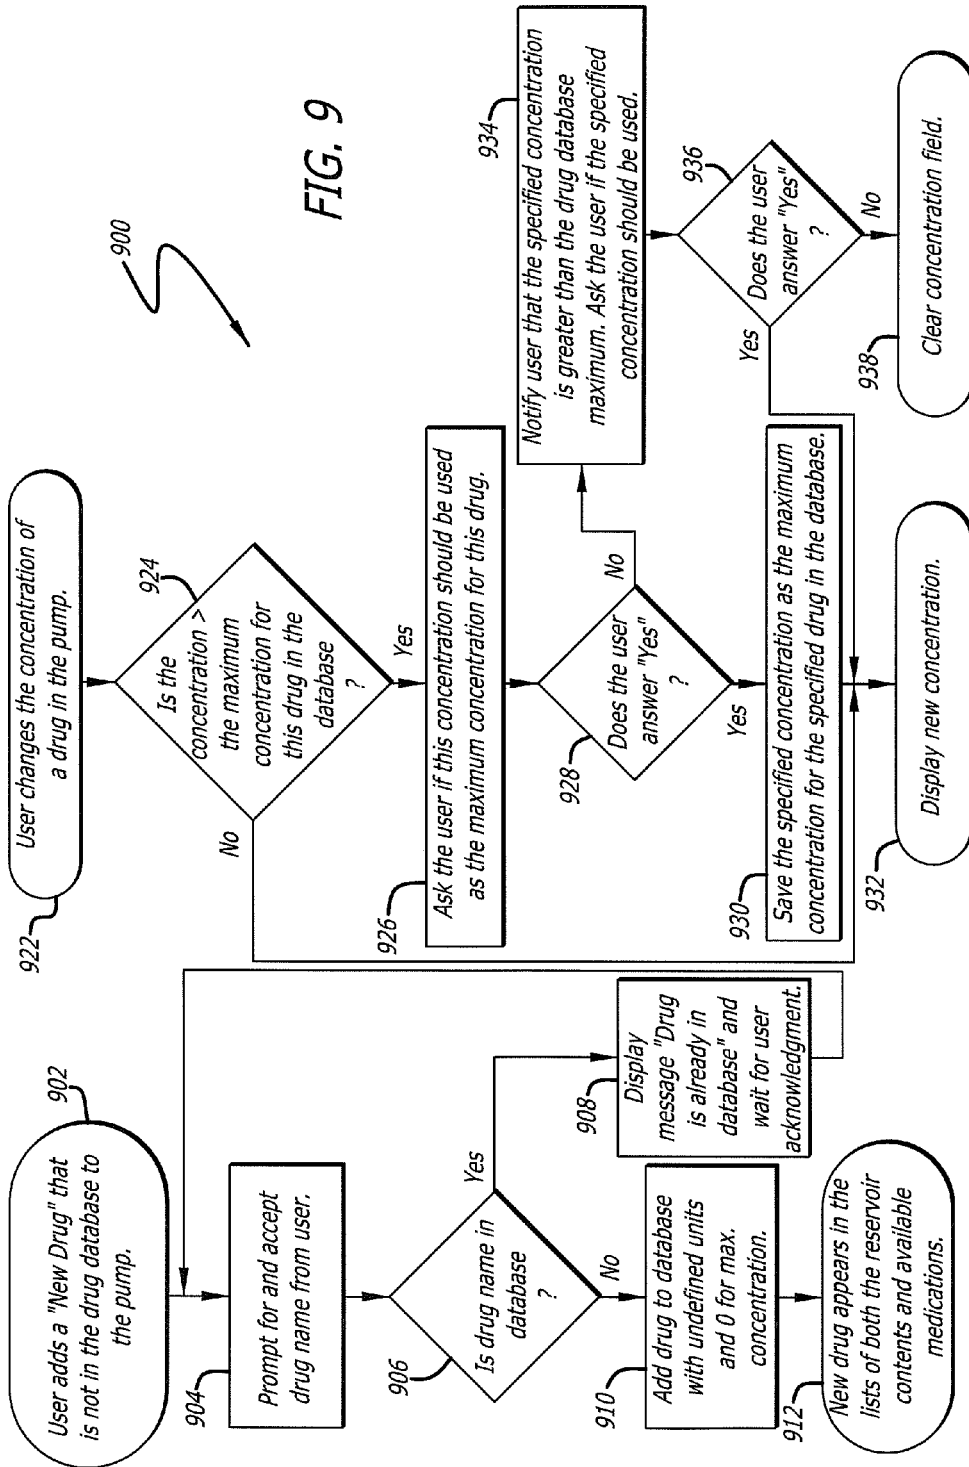 902
User adds a "New Drug" that
is not in the drug database to
the pump.
904
Prompt for and accept
drug name from user.
906
Is drug name in
database
?
Yes
No
908
Display
message "Drug
is already in
database" and
wait for user
acknowledgment.
910
Add drug to database
with undefined units
and 0 for max.
concentration.
912
New drug appears in the
lists of both the reservoir
contents and available
medications.
922
User changes the concentration of
a drug in the pump.
924
Is the
concentration >
the maximum
concentration for
this drug in the
database
?
No
Yes
926
Ask the user if this concentration should be used
as the maximum concentration for this drug.
928
Does the user
answer "Yes"
?
No
Yes
930
Save the specified concentration as the maximum
concentration for the specified drug in the database.
932
Display new concentration.
900
FIG. 9
934
Notify user that the specified concentration
is greater than the drug database
maximum. Ask the user if the specified
concentration should be used.
936
Does the user
answer "Yes"
?
Yes
No
938
Clear concentration field.